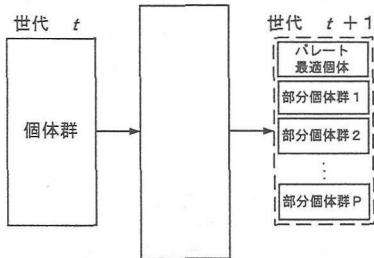 世代 t
個体群
世代 t+1
パレート
最適個体
部分個体群1
部分個体群2
部分個体群P